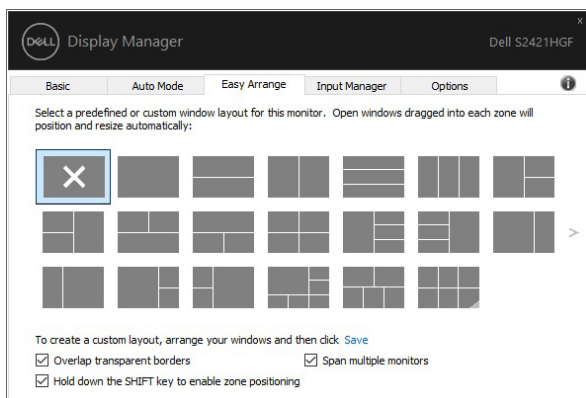 x
DELL Display Manager Dell S2421HGF
Basic Auto Mode Easy Arrange Input Manager Options i
Select a predefined or custom window layout for this monitor. Open windows dragged into each zone will
position and resize automatically:
>
To create a custom layout, arrange your windows and then click Save
Overlap transparent borders Span multiple monitors
Hold down the SHIFT key to enable zone positioning